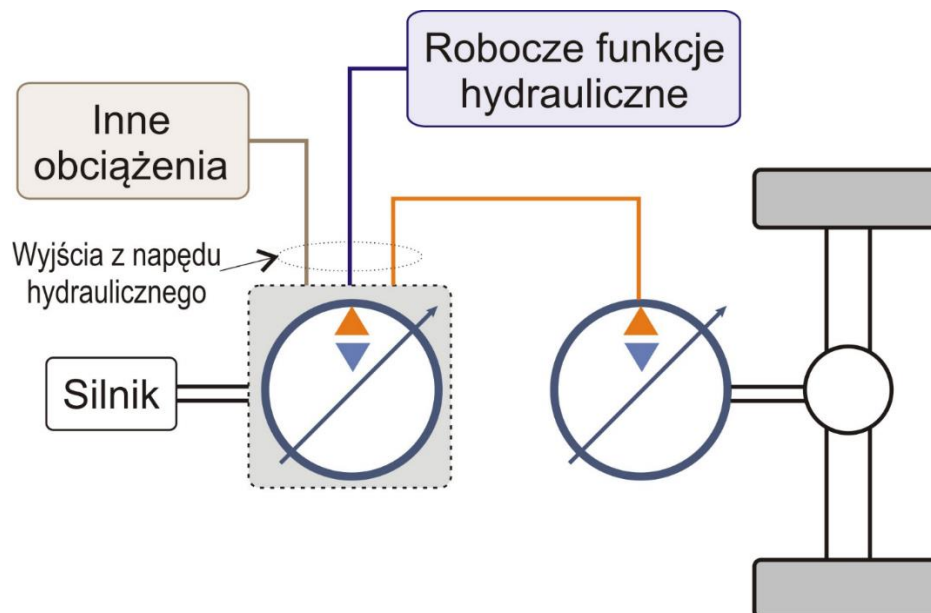 Robocze funkcje
hydrauliczne
Inne
obciążenia
Wyjścia z napędu
hydraulicznego
Silnik